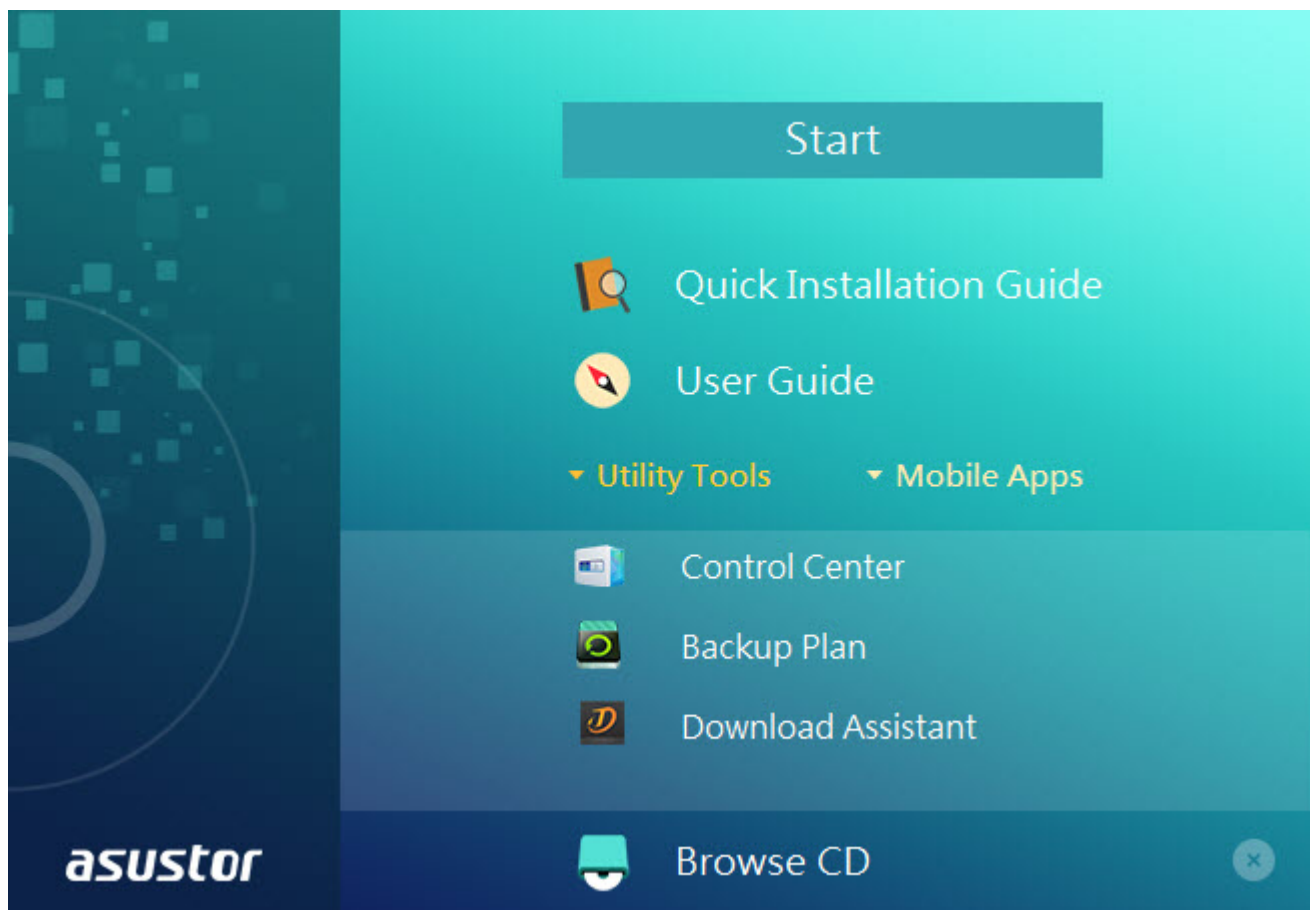 Start
Quick Installation Guide
User Guide
Utility Tools
Mobile Apps
Control Center
Backup Plan
Download Assistant
Browse CD
asustor